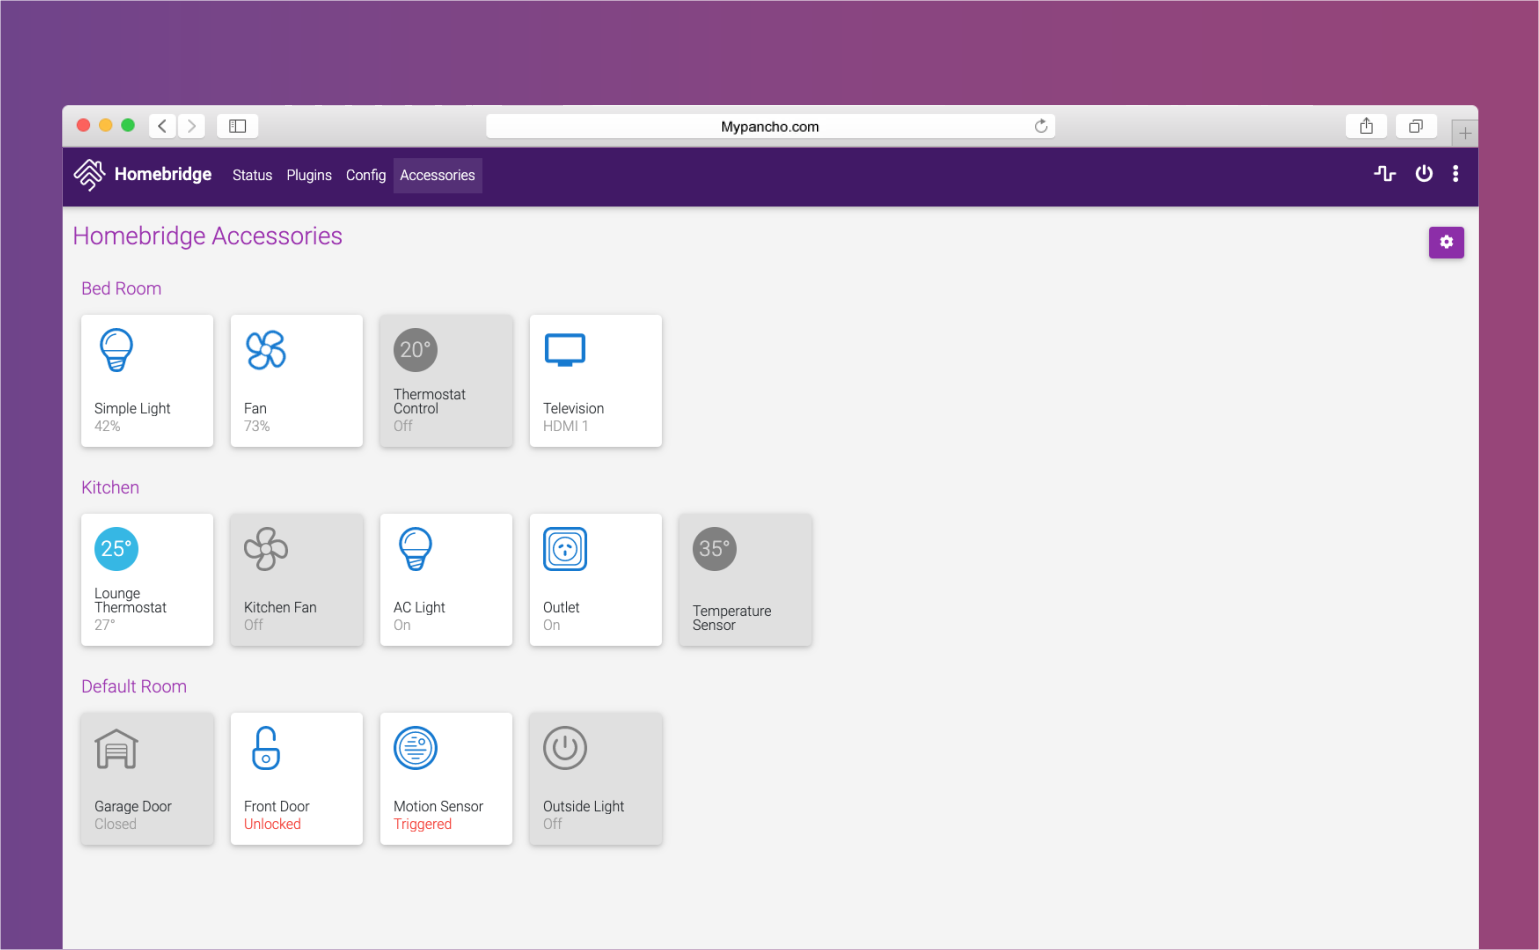 Mypancho.com
Homebridge Status Plugins Config Accessories
Homebridge Accessories
Bed Room
20°
Simple Light
42%
Fan
73%
Thermostat
Control
Off
Television
HDMI 1
Kitchen
25°
35°
Lounge
Thermostat
27°
Kitchen Fan
Off
AC Light
On
Outlet
On
Temperature
Sensor
Default Room
Garage Door
Closed
Front Door
Unlocked
Motion Sensor
Triggered
Outside Light
Off